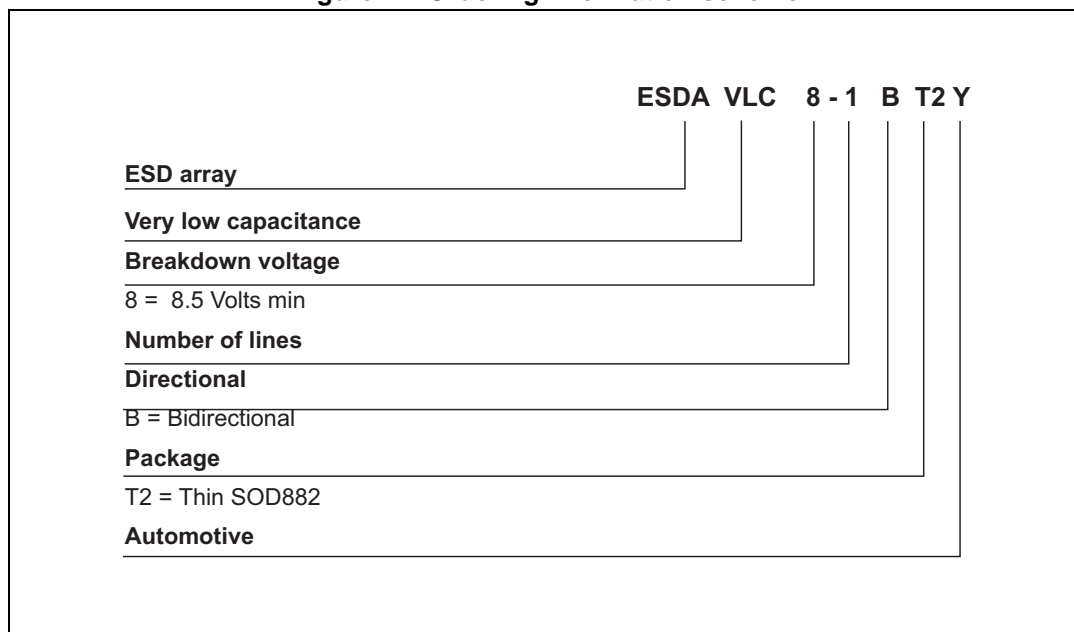 ESDA VLC 8 - 1 B T2 Y
ESD array
Very low capacitance
Breakdown voltage
8 = 8.5 Volts min
Number of lines
Directional
B = Bidirectional
Package
T2 = Thin SOD882
Automotive